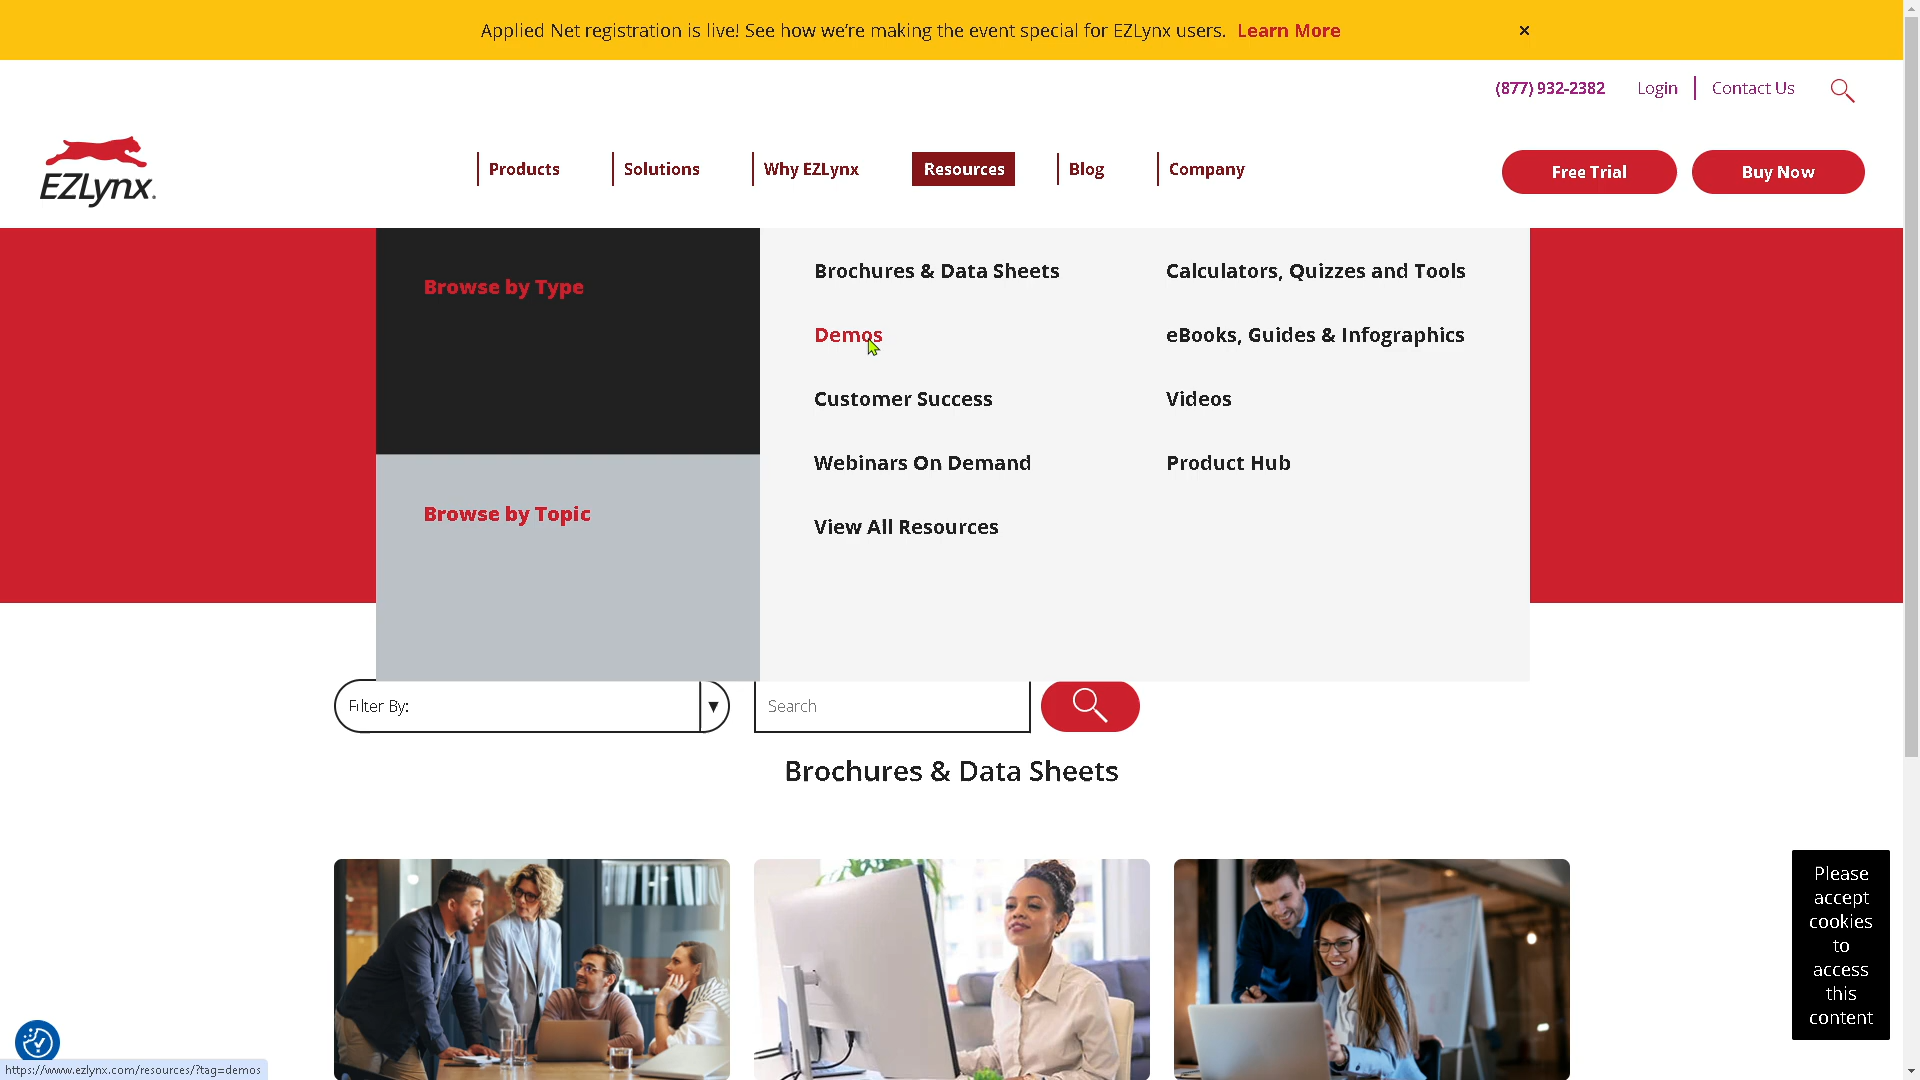 Applied Net registration is live! See how we're making the event special for EZLynx users. Learn More ×
(877) 932-2382 Login Contact Us
EZLynx.
Products Solutions Why EZLynx Resources Blog Company Free Trial Buy Now
Browse by Type
Browse by Topic
Brochures & Data Sheets Calculators, Quizzes and Tools
Demos eBooks, Guides & Infographics
Customer Success Videos
Webinars On Demand Product Hub
View All Resources
Filter By: ▼ Search
Brochures & Data Sheets
Please
accept
cookies
to
access
this
content
https://www.ezlynx.com/resources/?tag=demos